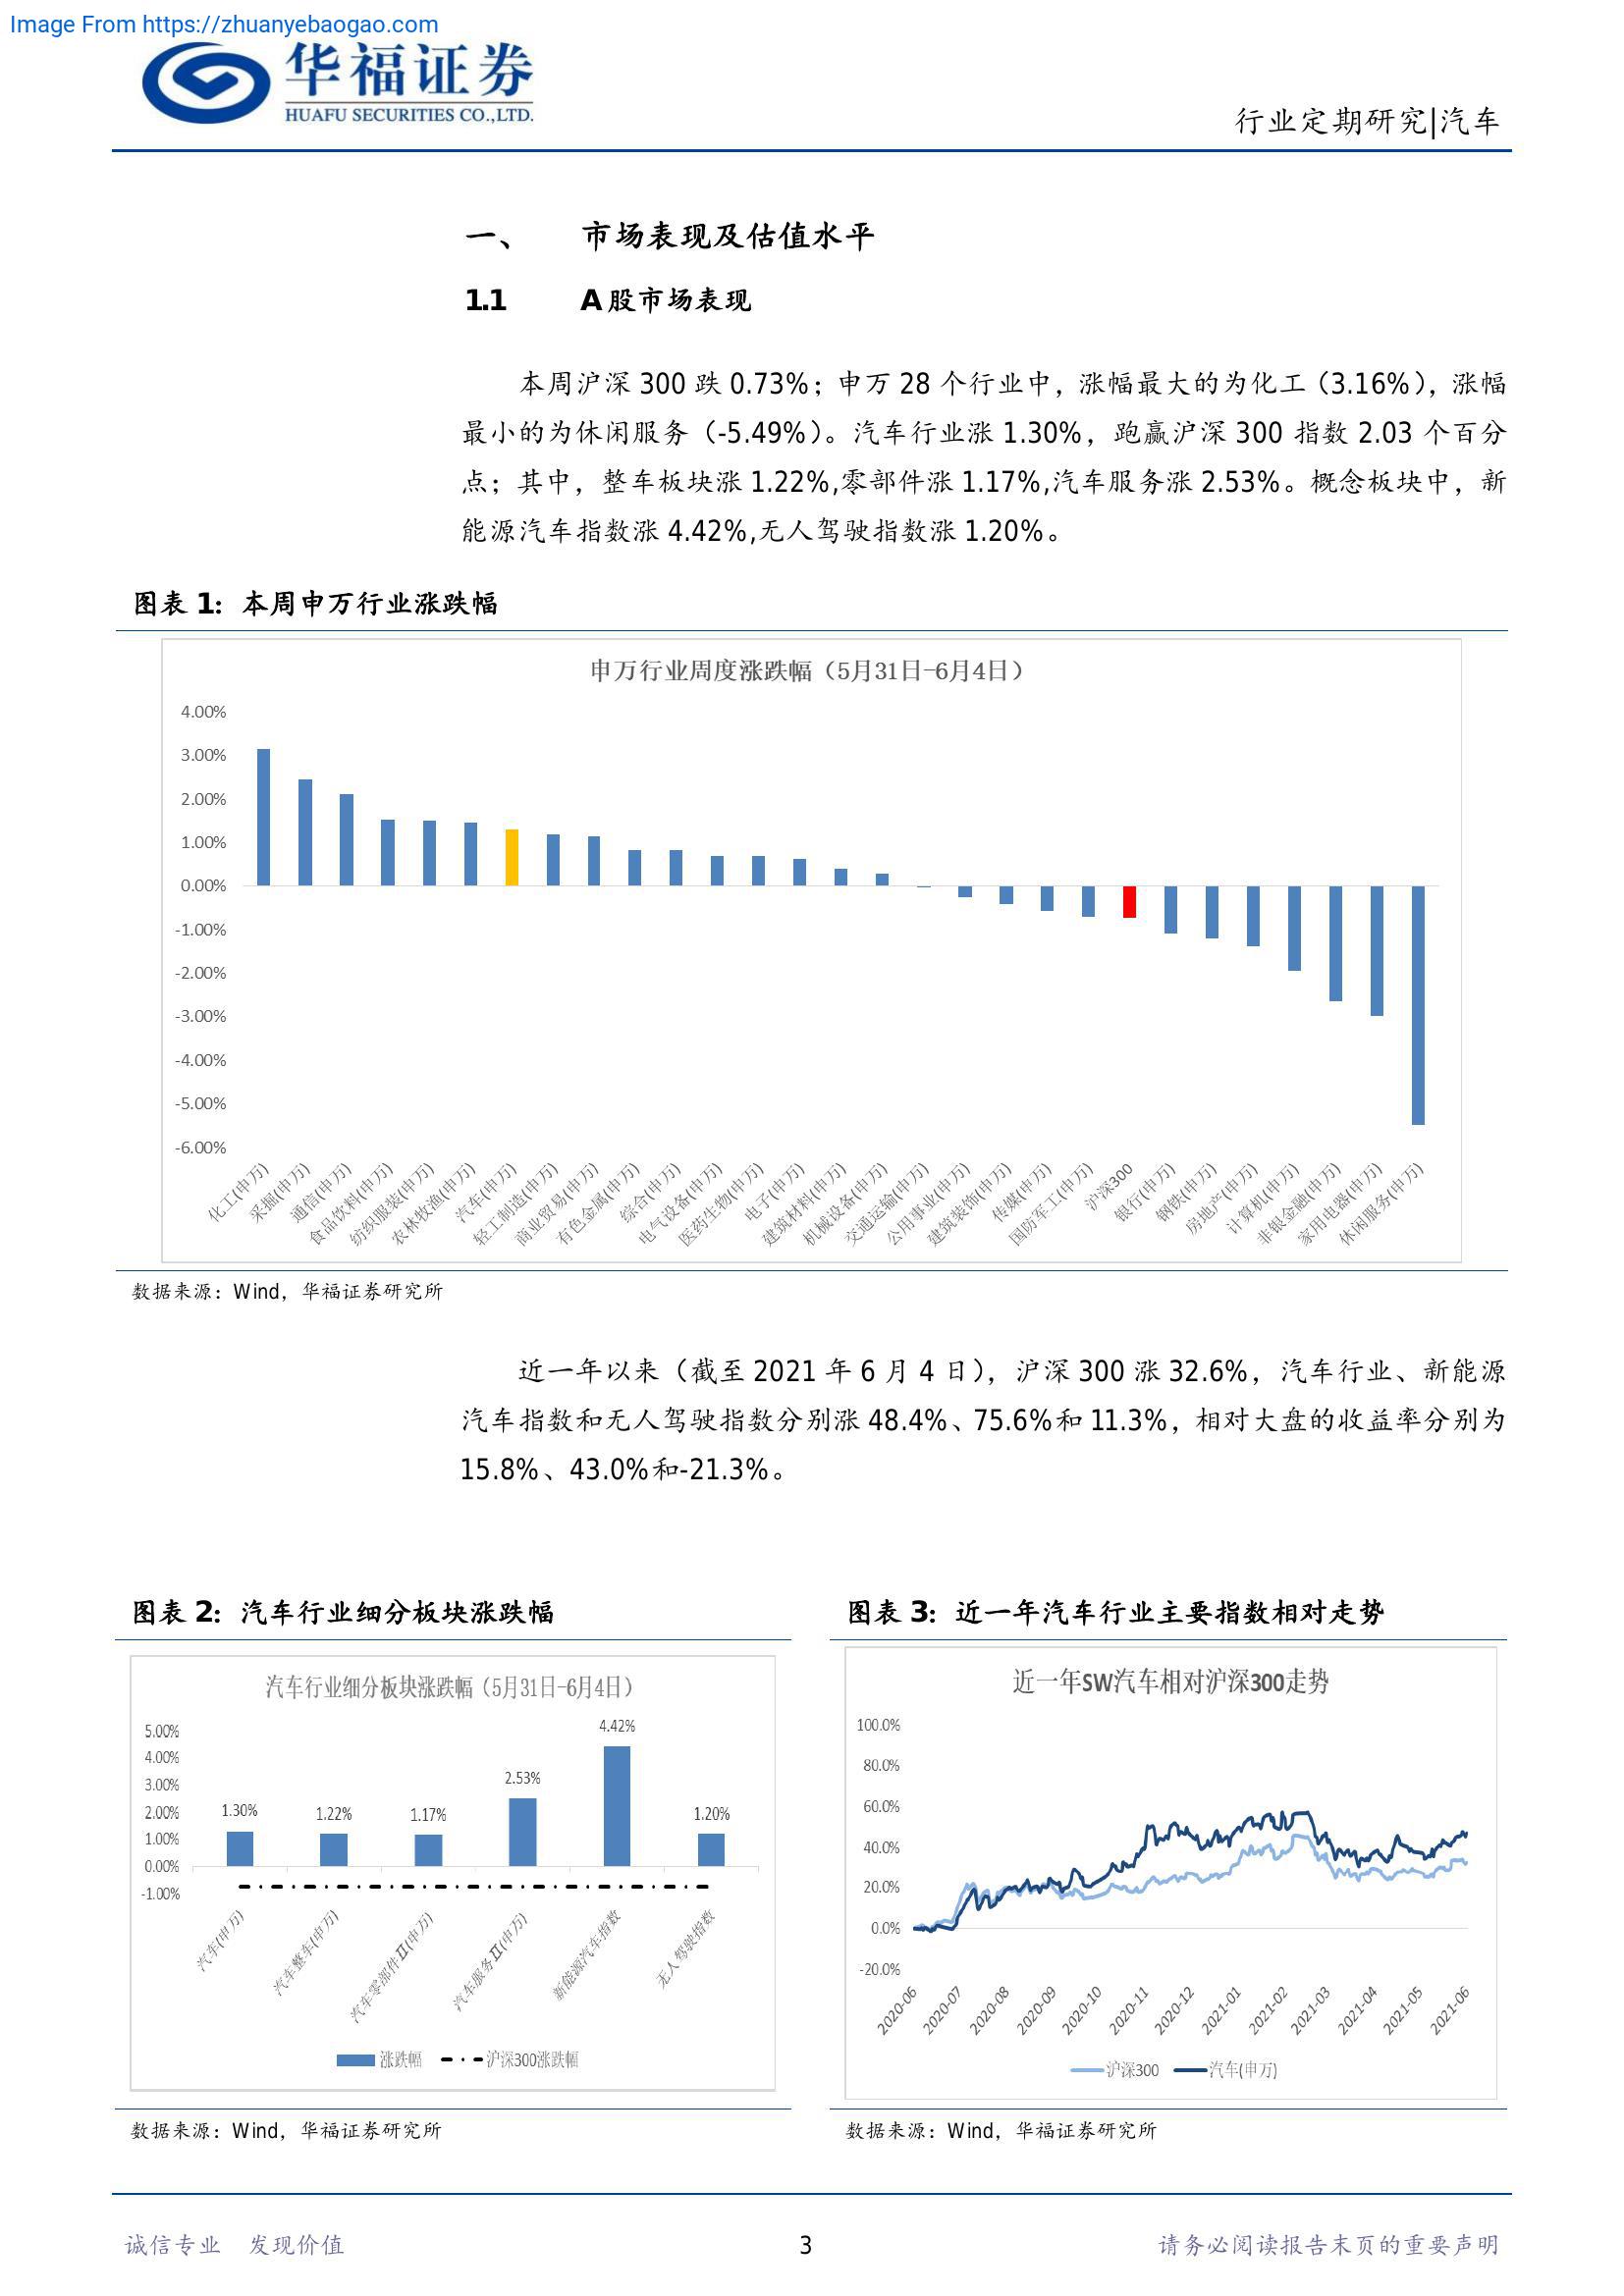 Image From https://zhuanyebaogao.com
华福证券
HUAFU SECURITIES CO.,LTD.
行业定期研究|汽车
一、 市场表现及估值水平
1.1 A股市场表现
本周沪深 300 跌 0.73%；申万 28 个行业中，涨幅最大的为化工（3.16%），涨幅
最小的为休闲服务（-5.49%）。汽车行业涨 1.30%，跑赢沪深 300 指数 2.03 个百分
点；其中，整车板块涨 1.22%,零部件涨 1.17%,汽车服务涨 2.53%。概念板块中，新
能源汽车指数涨 4.42%,无人驾驶指数涨 1.20%。
图表 1：本周申万行业涨跌幅
申万行业周度涨跌幅（5月31日-6月4日）
4.00%
3.00%
2.00%
1.00%
0.00%
-1.00%
-2.00%
-3.00%
-4.00%
-5.00%
-6.00%
化工(申万)
采掘(申万)
通信(申万)
食品饮料(申万)
纺织服装(申万)
农林牧渔(申万)
汽车(申万)
轻工制造(申万)
商业贸易(申万)
有色金属(申万)
综合(申万)
电气设备(申万)
医药生物(申万)
电子(申万)
建筑材料(申万)
机械设备(申万)
交通运输(申万)
公用事业(申万)
建筑装饰(申万)
传媒(申万)
国防军工(申万)
沪深300
银行(申万)
钢铁(申万)
房地产(申万)
计算机(申万)
非银金融(申万)
家用电器(申万)
休闲服务(申万)
数据来源：Wind，华福证券研究所
近一年以来（截至 2021 年 6 月 4 日），沪深 300 涨 32.6%，汽车行业、新能源
汽车指数和无人驾驶指数分别涨 48.4%、75.6%和 11.3%，相对大盘的收益率分别为
15.8%、43.0%和-21.3%。
图表 2：汽车行业细分板块涨跌幅
汽车行业细分板块涨跌幅（5月31日-6月4日）
5.00%
4.00%
3.00%
2.00%
1.00%
0.00%
-1.00%
1.30%
1.22%
1.17%
2.53%
4.42%
1.20%
汽车(申万)
汽车整车(申万)
汽车零部件Ⅱ(申万)
汽车服务Ⅱ(申万)
新能源汽车指数
无人驾驶指数
涨跌幅 沪深300涨跌幅
数据来源：Wind，华福证券研究所
图表 3：近一年汽车行业主要指数相对走势
近一年SW汽车相对沪深300走势
100.0%
80.0%
60.0%
40.0%
20.0%
0.0%
-20.0%
2020-06
2020-07
2020-08
2020-09
2020-10
2020-11
2020-12
2021-01
2021-02
2021-03
2021-04
2021-05
2021-06
沪深300 汽车(申万)
数据来源：Wind，华福证券研究所
诚信专业 发现价值
3
请务必阅读报告末页的重要声明